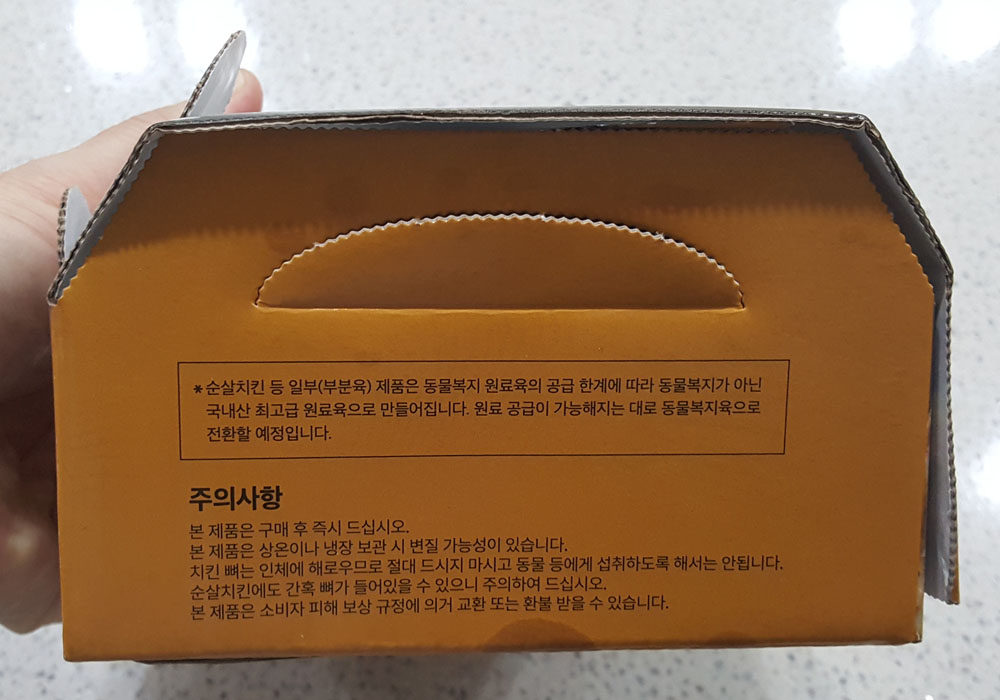 *순살치킨 등 일부(부분육) 제품은 동물복지 원료육의 공급 한계에 따라 동물복지가 아닌
국내산 최고급 원료육으로 만들어집니다. 원료 공급이 가능해지는 대로 동물복지육으로
전환할 예정입니다.
주의사항
본 제품은 구매 후 즉시 드십시오.
본 제품은 상온이나 냉장 보관 시 변질 가능성이 있습니다.
치킨 뼈는 인체에 해로우므로 절대 드시지 마시고 동물 등에게 섭취하도록 해서는 안됩니다.
순살치킨에도 간혹 뼈가 들어있을 수 있으니 주의하여 드십시오.
본 제품은 소비자 피해 보상 규정에 의거 교환 또는 환불 받을 수 있습니다.